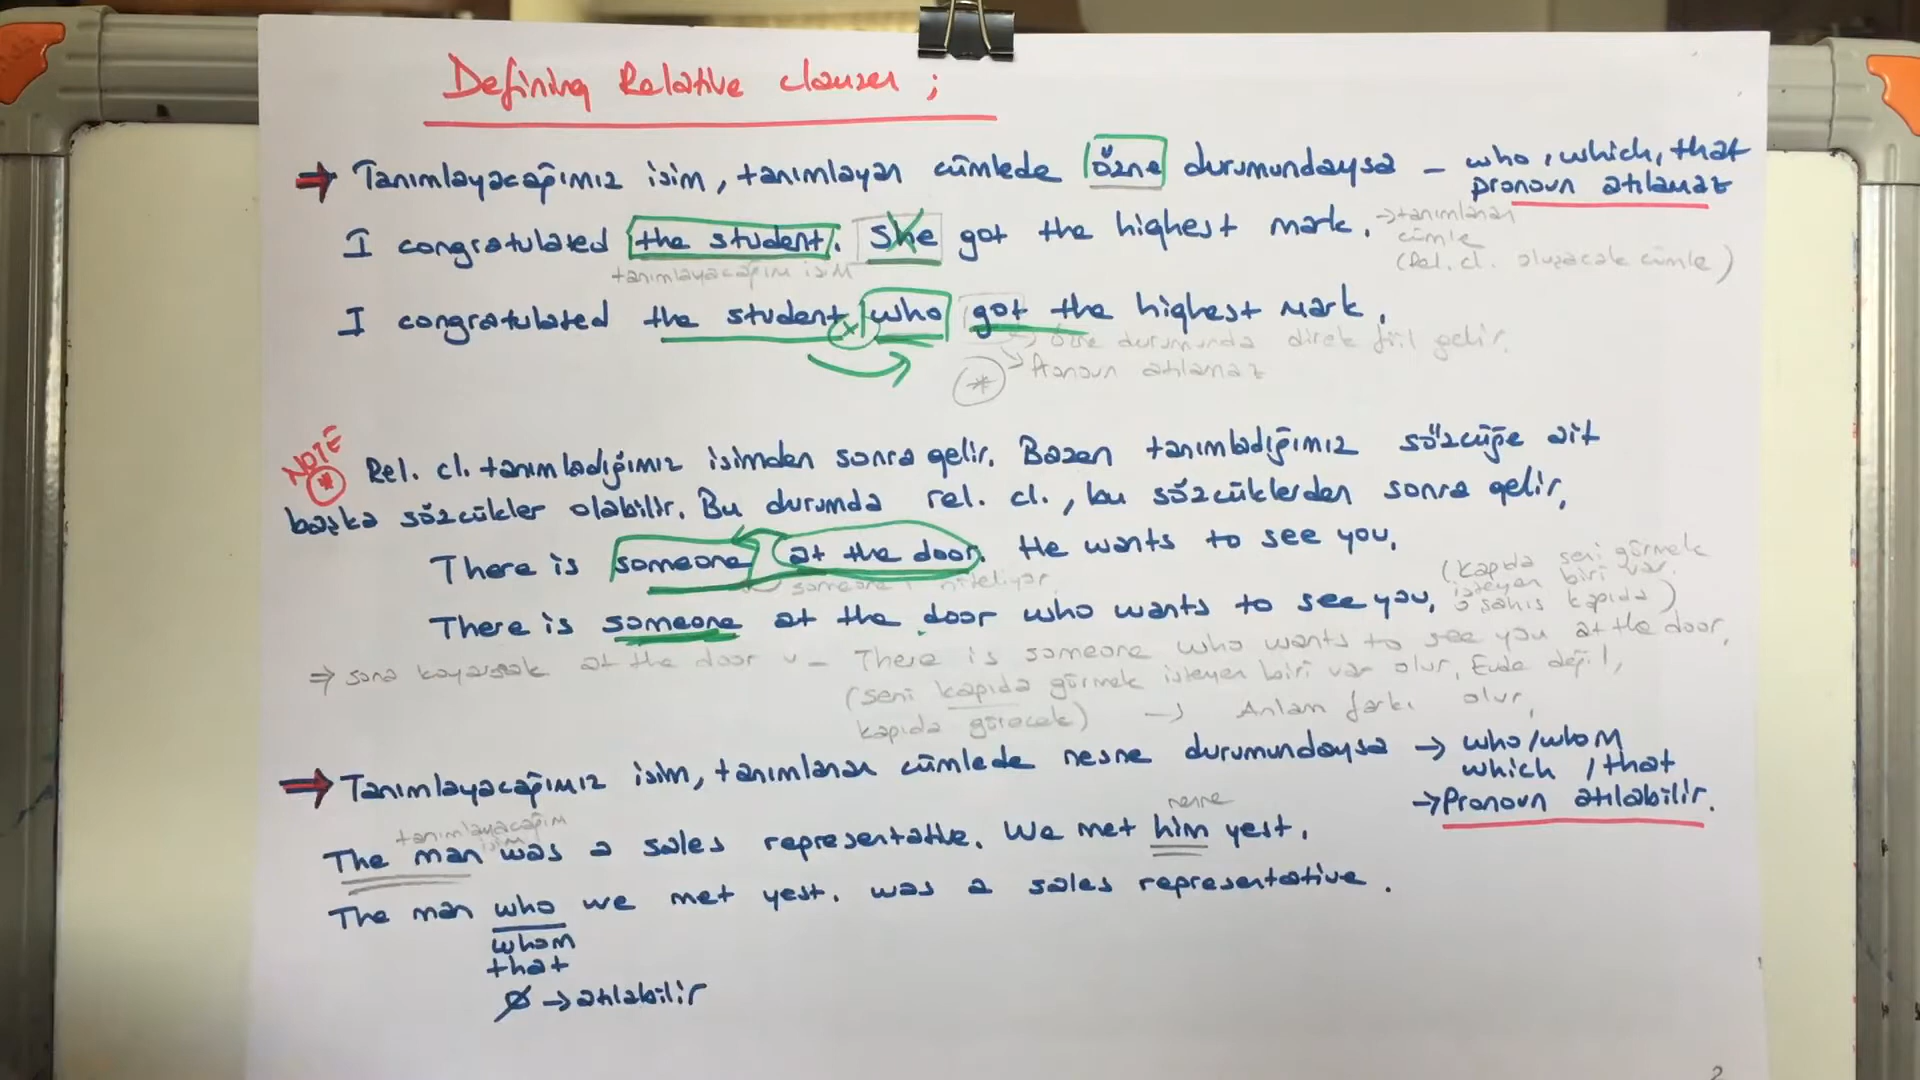 Defining Relative clauses;
→ Tanımlayacağımız isim, tanımlayan cümlede özne durumundaysa – who, which, that
pronoun atılamaz
I congratulated the student. She got the highest mark. → tanımlanan
cümle
tanımlayacağım isim
(Rel. cl. oluşacak cümle)
I congratulated the student who got the highest mark.
→ özne durumunda direk fiil gelir.
* → Pronoun atılamaz
NOTE
* Rel. cl. tanımladığımız isimden sonra gelir. Bazen tanımladığımız sözcüğe ait
başka sözcükler olabilir. Bu durumda rel. cl., bu sözcüklerden sonra gelir.
There is someone at the door. He wants to see you.
someone'ı niteliyor
(kapıda seni görmek
isteyen biri var.
There is someone at the door who wants to see you. o şahıs kapıda)
⇒ sona koyarsak at the door u – There is someone who wants to see you at the door.
(seni kapıda görmek isteyen biri var olur. Evde değil,
kapıda görecek) → Anlam farkı olur.
→ Tanımlayacağımız isim, tanımlanan cümlede nesne durumundaysa → who/whom
which / that
→ Pronoun atılabilir.
tanımlayacağım
isim
nesne
The man was a sales representative. We met him yest.
The man who we met yest. was a sales representative.
whom
that
Ø → atılabilir
2